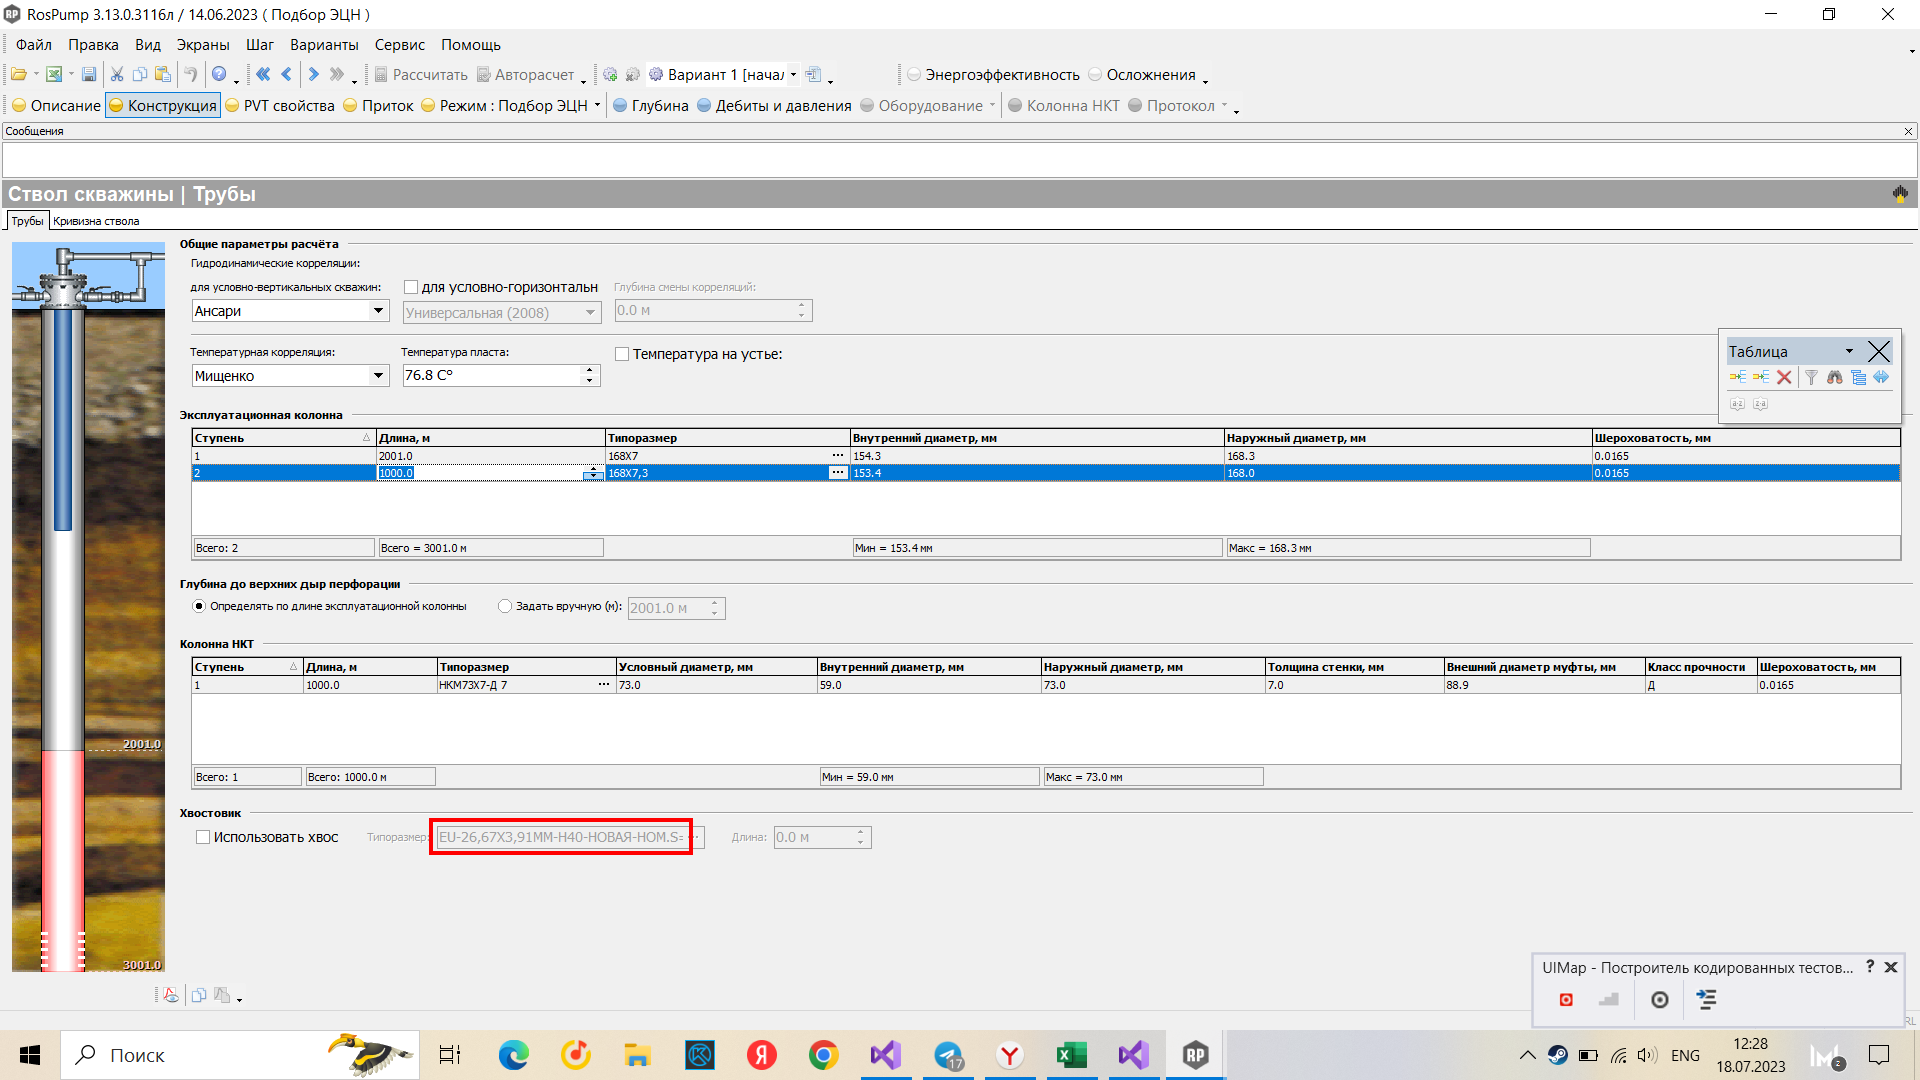 RosPump 3.13.0.3116л / 14.06.2023 ( Подбор ЭЦН )
Файл Правка Вид Экраны Шаг Варианты Сервис Помощь
Рассчитать Авторасчет Вариант 1 [начал Энергоэффективность Осложнения
Описание Конструкция PVT свойства Приток Режим : Подбор ЭЦН Глубина Дебиты и давления Оборудование Колонна НКТ Протокол
Сообщения
Ствол скважины | Трубы
Трубы Кривизна ствола
Общие параметры расчёта
Гидродинамические корреляции:
для условно-вертикальных скважин: для условно-горизонтальн Глубина смены корреляций:
Ансари Универсальная (2008) 0.0 м
Температурная корреляция: Температура пласта: Температура на устье:
Мищенко 76.8 C°
Таблица
Эксплуатационная колонна
Ступень Длина, м Типоразмер Внутренний диаметр, мм Наружный диаметр, мм Шероховатость, мм
1 2001.0 168X7 ... 154.3 168.3 0.0165
2 1000.0 168X7,3 ... 153.4 168.0 0.0165
Всего: 2 Всего = 3001.0 м Мин = 153.4 мм Макс = 168.3 мм
Глубина до верхних дыр перфорации
Определять по длине эксплуатационной колонны Задать вручную (м): 2001.0 м
Колонна НКТ
Ступень Длина, м Типоразмер Условный диаметр, мм Внутренний диаметр, мм Наружный диаметр, мм Толщина стенки, мм Внешний диаметр муфты, мм Класс прочности Шероховатость, мм
1 1000.0 НКМ73X7-Д 7 ... 73.0 59.0 73.0 7.0 88.9 Д 0.0165
2001.0
Всего: 1 Всего: 1000.0 м Мин = 59.0 мм Макс = 73.0 мм
Хвостовик
Использовать хвос Типоразмер: EU-26,67X3,91ММ-H40-НОВАЯ-НОМ.S= Длина: 0.0 м
3001.0
UIMap - Построитель кодированных тестов...
Поиск
17
RP
ENG
12:28
18.07.2023
2